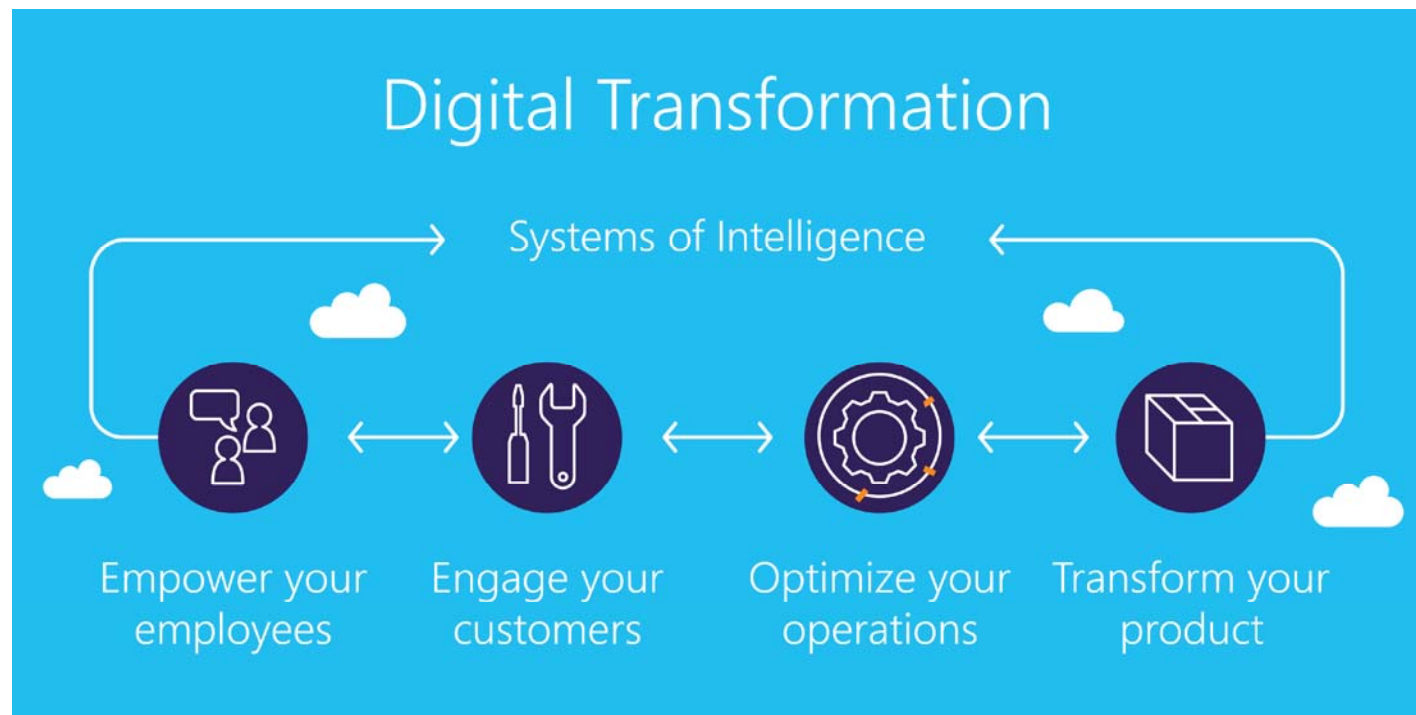 Digital Transformation
Systems of Intelligence
Empower your
employees
Engage your
customers
Optimize your
operations
Transform your
product